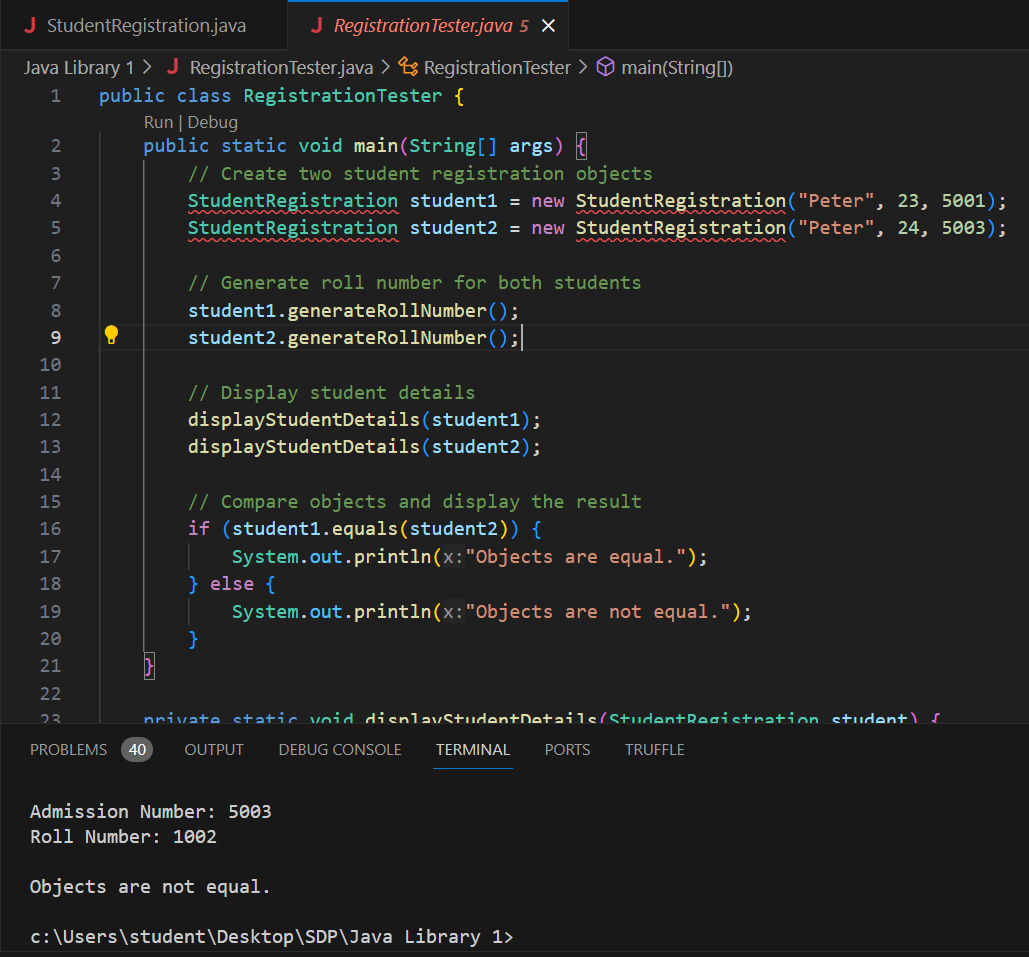 StudentRegistration.java RegistrationTester.java 5
Java Library 1 > RegistrationTester.java > RegistrationTester > main(String[])
1 public class RegistrationTester {
Run | Debug
2 public static void main(String[] args) {
3 // Create two student registration objects
4 StudentRegistration student1 = new StudentRegistration("Peter", 23, 5001);
5 StudentRegistration student2 = new StudentRegistration("Peter", 24, 5003);
6
7 // Generate roll number for both students
8 student1.generateRollNumber();
9 student2.generateRollNumber();
10
11 // Display student details
12 displayStudentDetails(student1);
13 displayStudentDetails(student2);
14
15 // Compare objects and display the result
16 if (student1.equals(student2)) {
17 System.out.println(x:"Objects are equal.");
18 } else {
19 System.out.println(x:"Objects are not equal.");
20 }
21 }
22
23 private static void displayStudentDetails(StudentRegistration student) {
PROBLEMS 40 OUTPUT DEBUG CONSOLE TERMINAL PORTS TRUFFLE
Admission Number: 5003
Roll Number: 1002
Objects are not equal.
c:\Users\student\Desktop\SDP\Java Library 1>